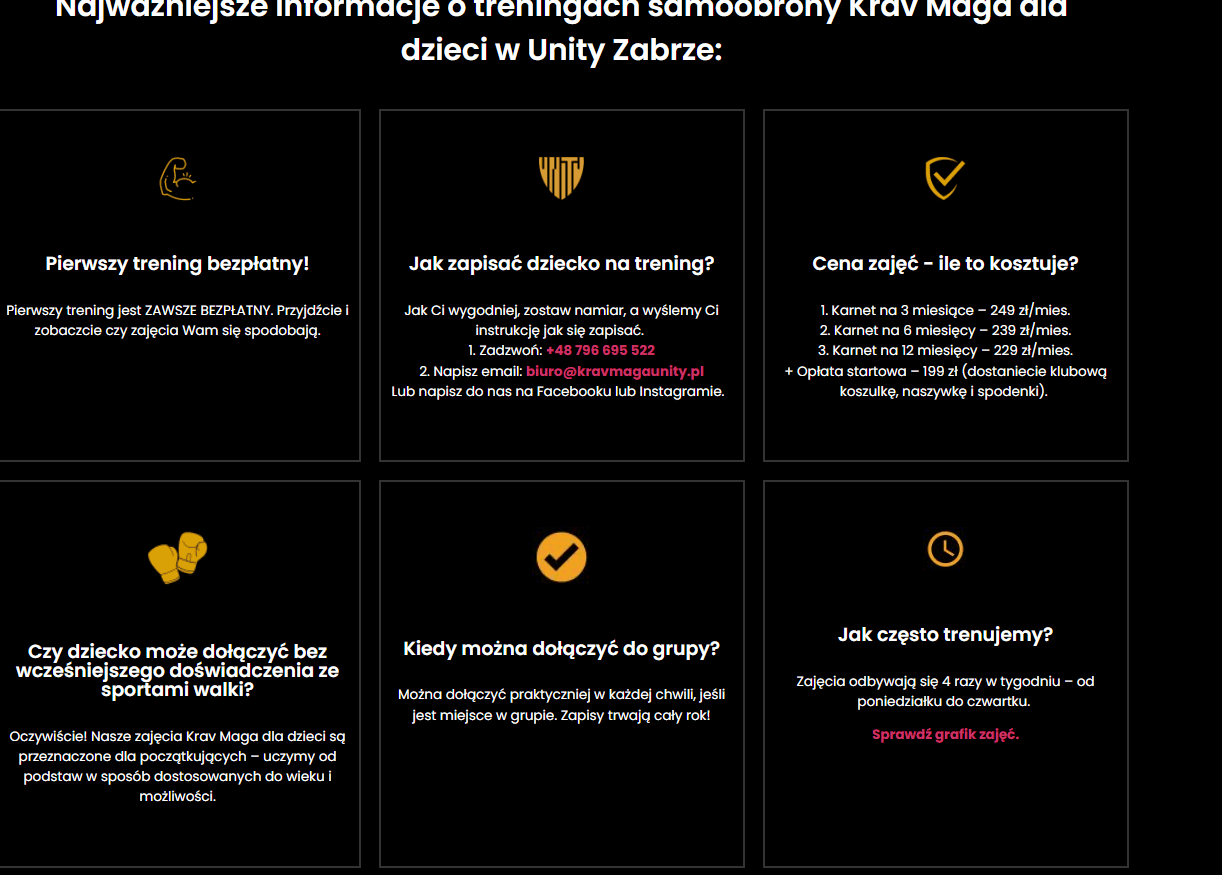 Najważniejsze informacje o treningach samoobrony Krav Maga dla
dzieci w Unity Zabrze:
UNITY
Pierwszy trening bezpłatny!
Pierwszy trening jest ZAWSZE BEZPŁATNY. Przyjdźcie i
zobaczcie czy zajęcia Wam się spodobają.
Jak zapisać dziecko na trening?
Jak Ci wygodniej, zostaw namiar, a wyślemy Ci
instrukcję jak się zapisać.
1. Zadzwoń: +48 796 695 522
2. Napisz email: biuro@kravmagaunity.pl
Lub napisz do nas na Facebooku lub Instagramie.
Cena zajęć - ile to kosztuje?
1. Karnet na 3 miesiące – 249 zł/mies.
2. Karnet na 6 miesięcy – 239 zł/mies.
3. Karnet na 12 miesięcy – 229 zł/mies.
+ Opłata startowa – 199 zł (dostaniecie klubową
koszulkę, naszywkę i spodenki).
Czy dziecko może dołączyć bez
wcześniejszego doświadczenia ze
sportami walki?
Oczywiście! Nasze zajęcia Krav Maga dla dzieci są
przeznaczone dla początkujących – uczymy od
podstaw w sposób dostosowanych do wieku i
możliwości.
Kiedy można dołączyć do grupy?
Można dołączyć praktyczniej w każdej chwili, jeśli
jest miejsce w grupie. Zapisy trwają cały rok!
Jak często trenujemy?
Zajęcia odbywają się 4 razy w tygodniu – od
poniedziałku do czwartku.
Sprawdź grafik zajęć.